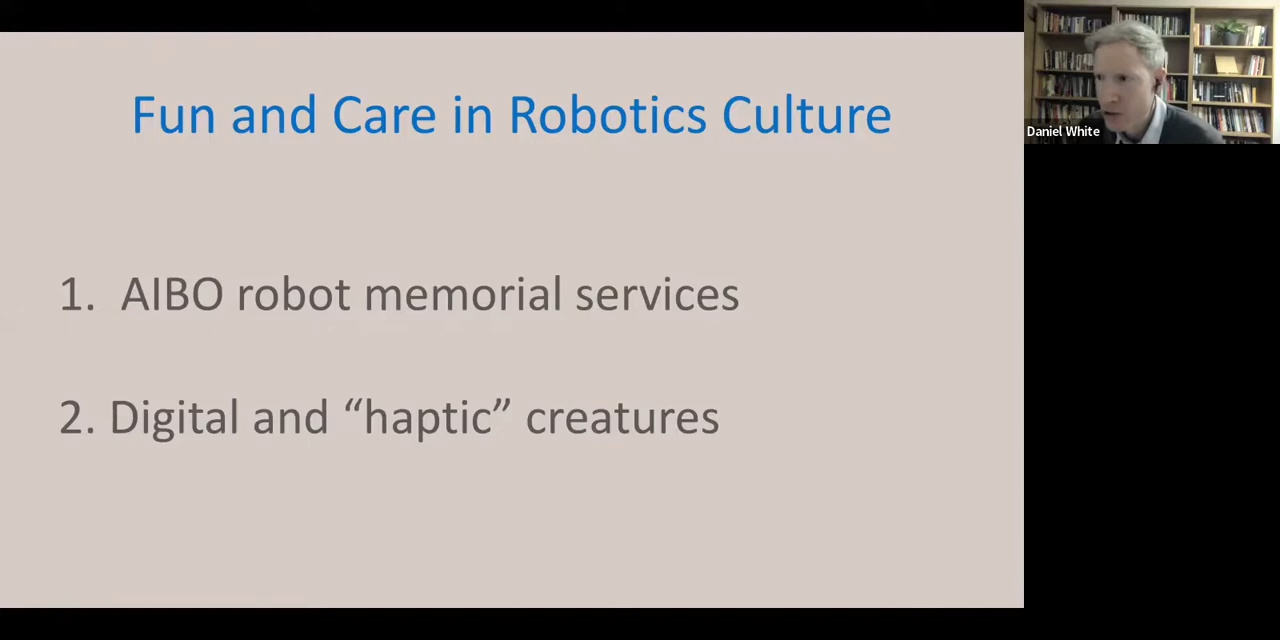 Fun and Care in Robotics Culture
1. AIBO robot memorial services
2. Digital and “haptic” creatures
Daniel White